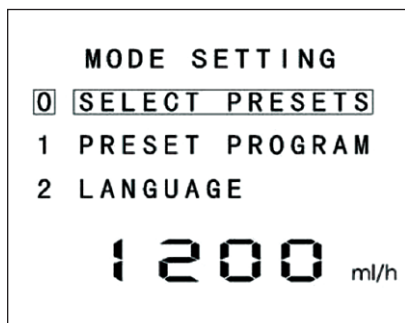 MODE SETTING
0 SELECT PRESETS
1 PRESET PROGRAM
2 LANGUAGE
1200 ml/h